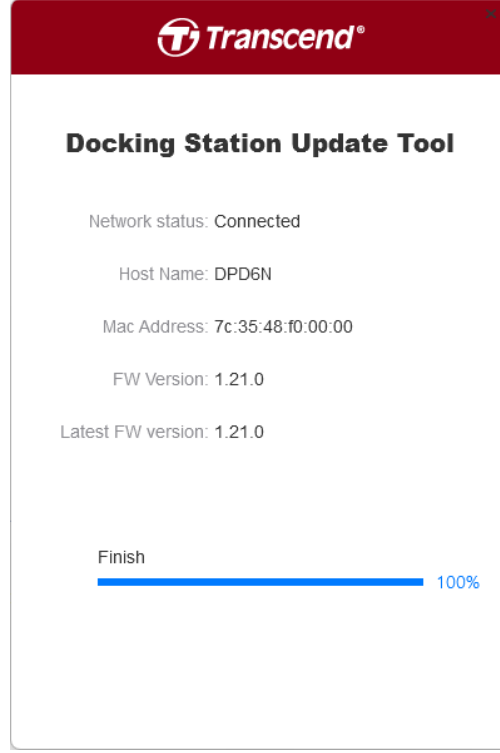 Transcend®
Docking Station Update Tool
Network status: Connected
Host Name: DPD6N
Mac Address: 7c:35:48:f0:00:00
FW Version: 1.21.0
Latest FW version: 1.21.0
Finish
100%